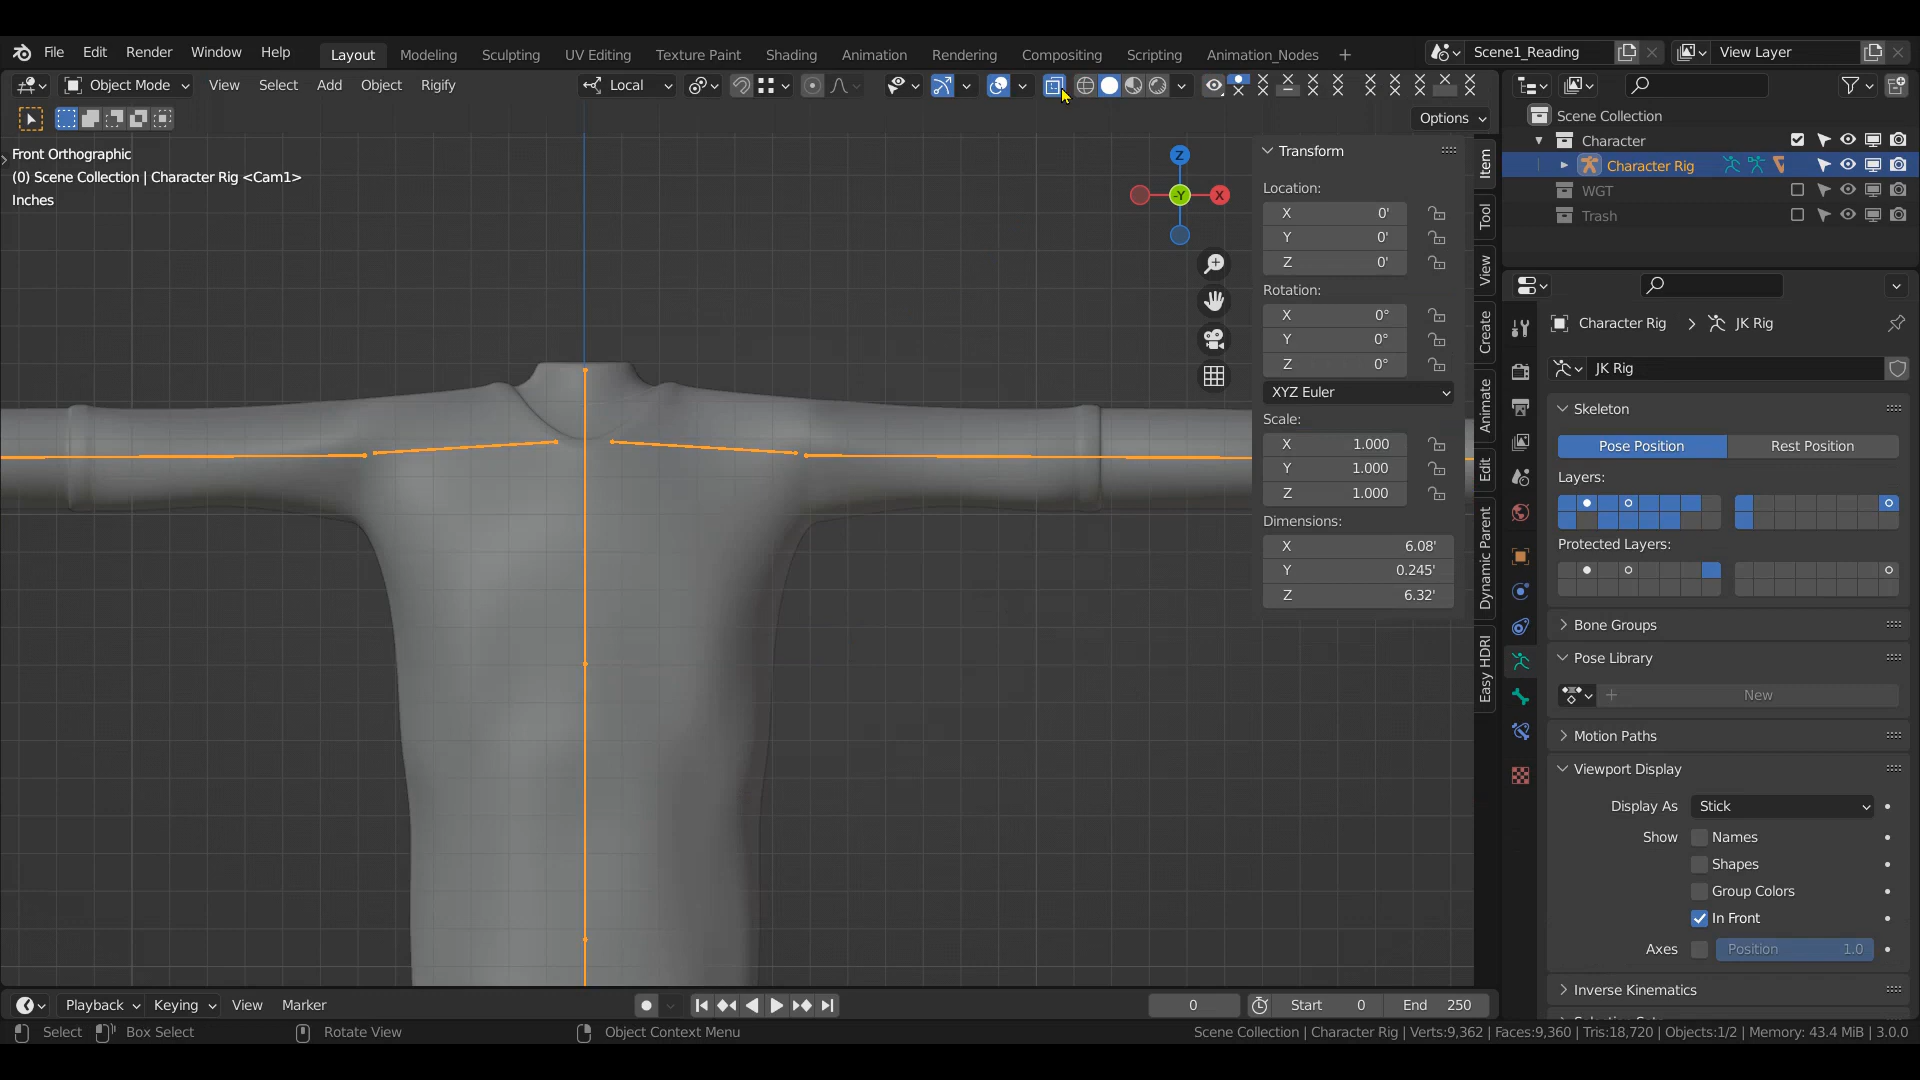 File Edit Render Window Help Layout Modeling Sculpting UV Editing Texture Paint Shading Animation Rendering Compositing Scripting Animation_Nodes + Scene1_Reading View Layer
Object Mode View Select Add Object Rigify Local
Options
Front Orthographic
(0) Scene Collection | Character Rig <Cam1>
Inches
Z
-Y
X
Transform
Location:
X 0'
Y 0'
Z 0'
Rotation:
X 0°
Y 0°
Z 0°
XYZ Euler
Scale:
X 1.000
Y 1.000
Z 1.000
Dimensions:
X 6.08'
Y 0.245'
Z 6.32'
Item
Tool
View
Create
Animate
Edit
Dynamic Parent
Easy HDRI
Scene Collection
Character
Character Rig
WGT
Trash
Character Rig > JK Rig
JK Rig
Skeleton
Pose Position Rest Position
Layers:
Protected Layers:
Bone Groups
Pose Library
+ New
Motion Paths
Viewport Display
Display As Stick
Show Names
Shapes
Group Colors
In Front
Axes Position 1.0
Inverse Kinematics
Playback Keying View Marker 0 Start 0 End 250
Select Box Select Rotate View Object Context Menu Scene Collection | Character Rig | Verts:9,362 | Faces:9,360 | Tris:18,720 | Objects:1/2 | Memory: 43.4 MiB | 3.0.0